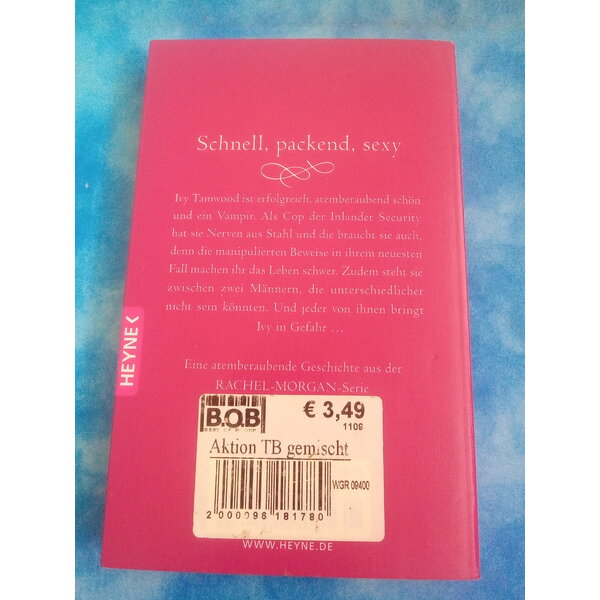 Schnell, packend, sexy
Ivy Tamwood ist erfolgreich, atemberaubend schön
und ein Vampir. Als Cop der Inlander Security
hat sie Nerven aus Stahl und die braucht sie auch,
denn die manipulierten Beweise in ihrem neuesten
Fall machen ihr das Leben schwer. Zudem steht sie
zwischen zwei Männern, die unterschiedlicher
nicht sein könnten. Und jeder von ihnen bringt
Ivy in Gefahr ...
HEYNE <
Eine atemberaubende Geschichte aus der
RACHEL-MORGAN-Serie
B.O.B
€ 3,49
1106
Aktion TB gemischt
WGR 09400
2 000096 181780
WWW.HEYNE.DE